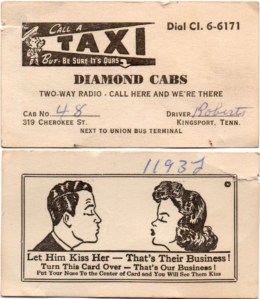 CALL A
TAXI Dial CI. 6-6171
BUT- BE SURE IT'S OURS
DIAMOND CABS
TWO-WAY RADIO - CALL HERE AND WE'RE THERE
CAB NO. 48 DRIVER Roberts
319 CHEROKEE ST. KINGSPORT, TENN.
NEXT TO UNION BUS TERMINAL
Let Him Kiss Her — That's Their Business!
Turn This Card Over — That's Our Business!
Put Your Nose To the Center of Card and You Will See Them Kiss